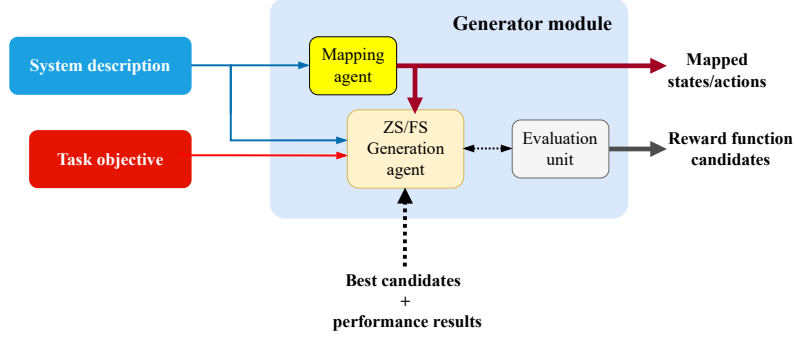 Generator module
System description
Mapping
agent
Mapped
states/actions
Task objective
ZS/FS
Generation
agent
Evaluation
unit
Reward function
candidates
Best candidates
+
performance results